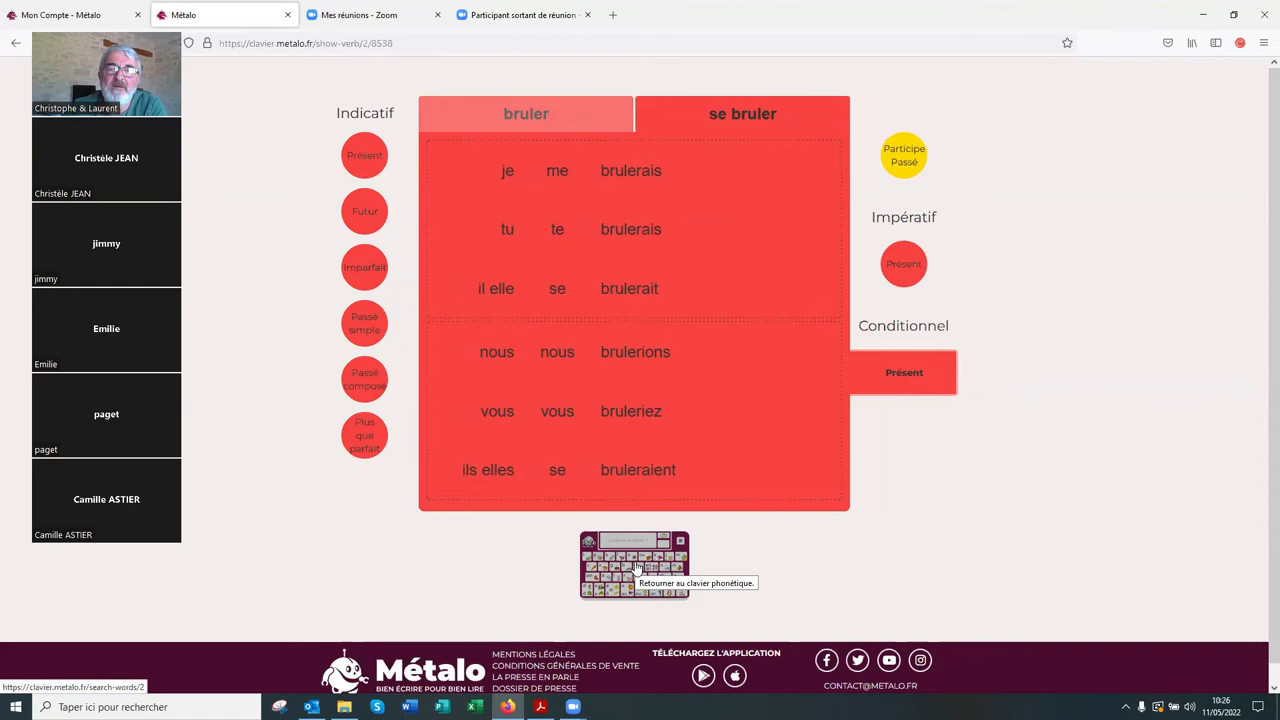 Mon Compte - Métalo
Métalo
Mes réunions - Zoom
Participant sortant de réunion -
https://clavier.metalo.fr/show-verb/2/8538
Christophe & Laurent
Christèle JEAN
Christèle JEAN
jimmy
jimmy
Emilie
Emilie
paget
paget
Camille ASTIER
Camille ASTIER
Indicatif
Présent
Futur
Imparfait
Passé
simple
Passé
composé
Plus
que
parfait
bruler
se bruler
je me brulerais
tu te brulerais
il elle se brulerait
nous nous brulerions
vous vous bruleriez
ils elles se bruleraient
Participe
Passé
Impératif
Présent
Conditionnel
Présent
Retourner au clavier phonétique.
Métalo
BIEN ÉCRIRE POUR BIEN LIRE
MENTIONS LÉGALES
CONDITIONS GÉNÉRALES DE VENTE
LA PRESSE EN PARLE
DOSSIER DE PRESSE
TÉLÉCHARGEZ L'APPLICATION
CONTACT@METALO.FR
https://clavier.metalo.fr/search-words/2
Taper ici pour rechercher
10:26
11/05/2022